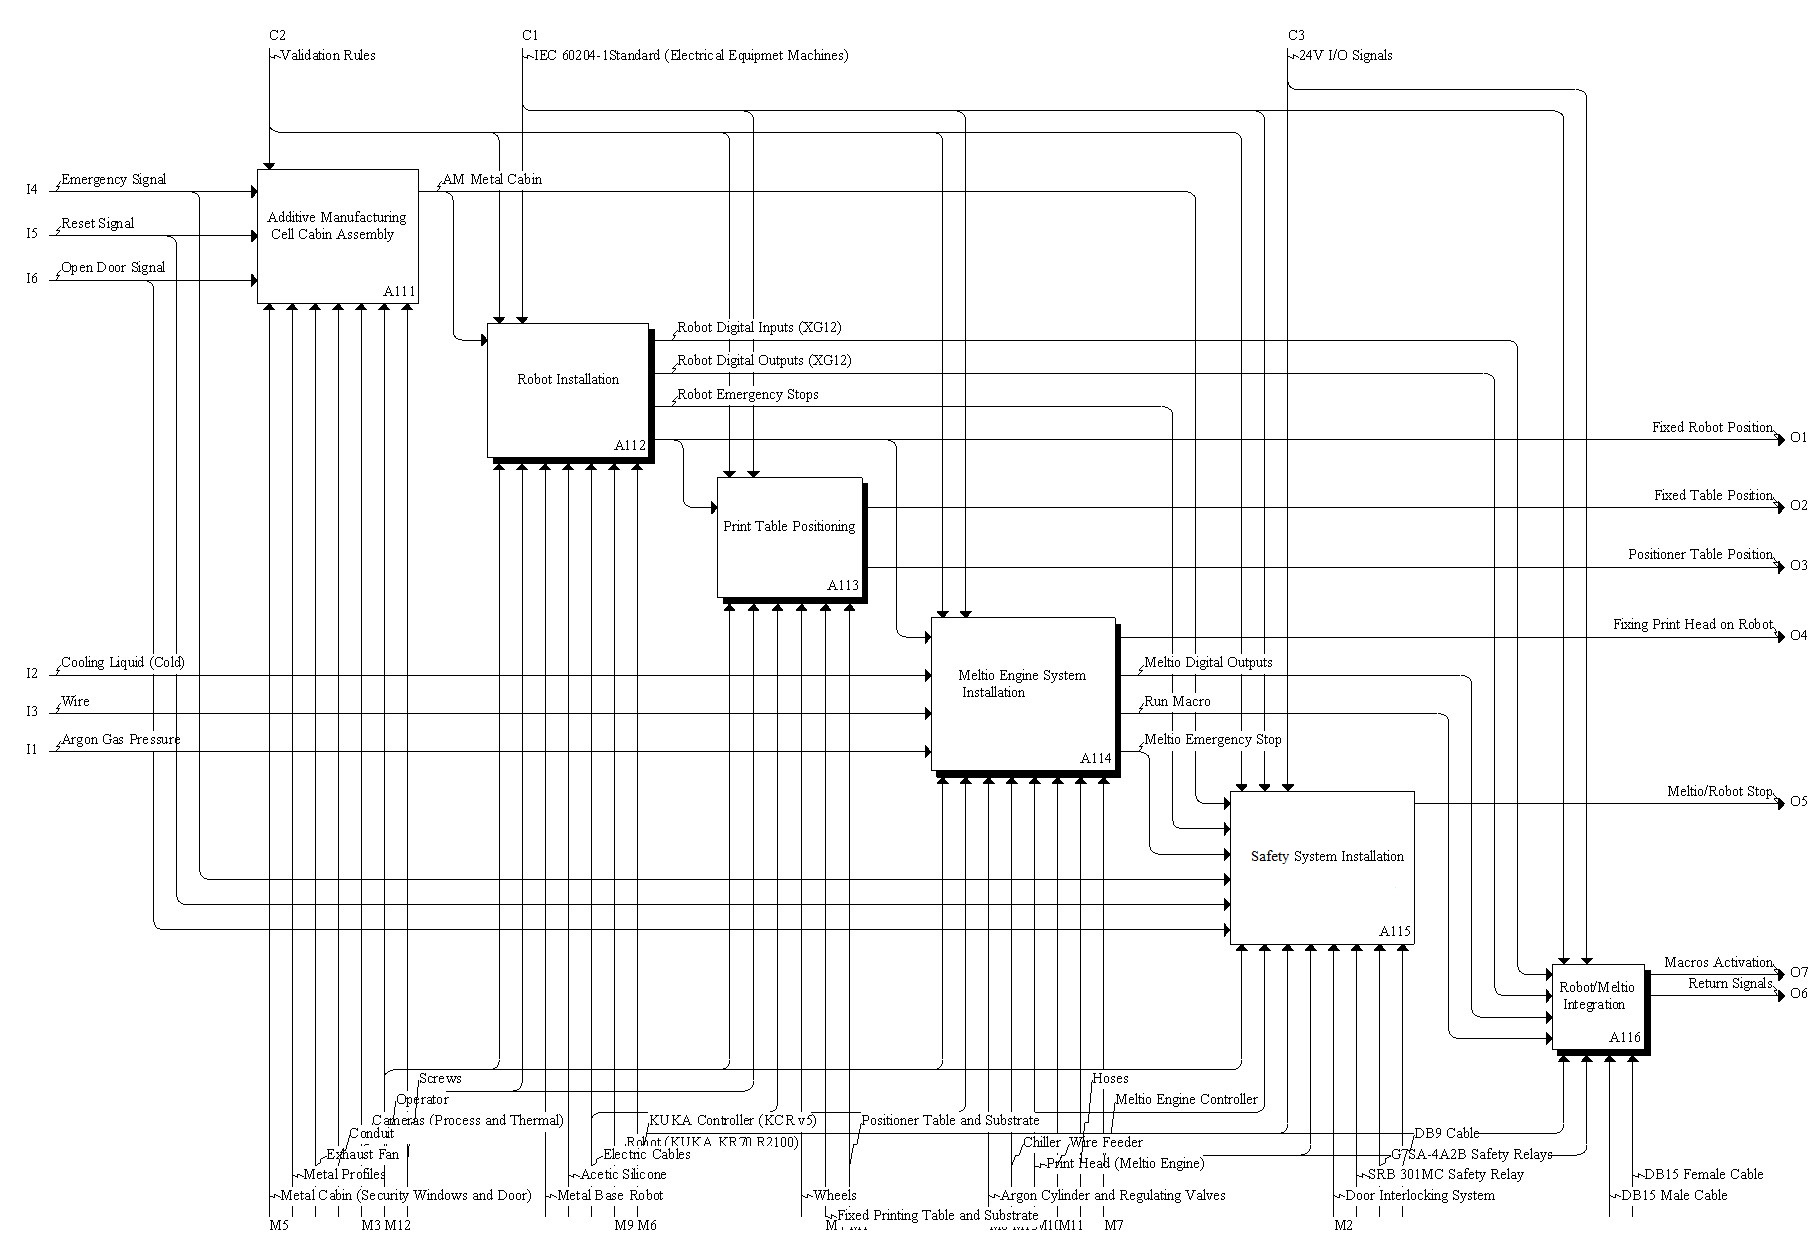 C2
C1
C3
Validation Rules
IEC 60204-1Standard (Electrical Equipmet Machines)
24V I/O Signals
I4
Emergency Signal
AM Metal Cabin
I5
Reset Signal
Additive Manufacturing
Cell Cabin Assembly
I6
Open Door Signal
A111
Robot Digital Inputs (XG12)
Robot Digital Outputs (XG12)
Robot Installation
Robot Emergency Stops
A112
Fixed Robot Position
O1
Fixed Table Position
O2
Print Table Positioning
Positioner Table Position
O3
A113
Fixing Print Head on Robot
O4
I2
Cooling Liquid (Cold)
Meltio Digital Outputs
Meltio Engine System
Installation
I3
Wire
Run Macro
I1
Argon Gas Pressure
Meltio Emergency Stop
A114
Meltio/Robot Stop
O5
Safety System Installation
A115
Macros Activation
O7
Return Signals
O6
Robot/Meltio
Integration
A116
Screws
Hoses
Operator
Meltio Engine Controller
Cameras (Process and Thermal)
KUKA Controller (KCR v5)
Positioner Table and Substrate
Conduit
DB9 Cable
Robot (KUKA KR70 R2100)
Chiller
Wire Feeder
Exhaust Fan
Electric Cables
G7SA-4A2B Safety Relays
Print Head (Meltio Engine)
Metal Profiles
Acetic Silicone
SRB 301MC Safety Relay
DB15 Female Cable
Metal Cabin (Security Windows and Door)
Metal Base Robot
Wheels
Argon Cylinder and Regulating Valves
Door Interlocking System
DB15 Male Cable
Fixed Printing Table and Substrate
M5
M3 M12
M9 M6
M11
M7
M2